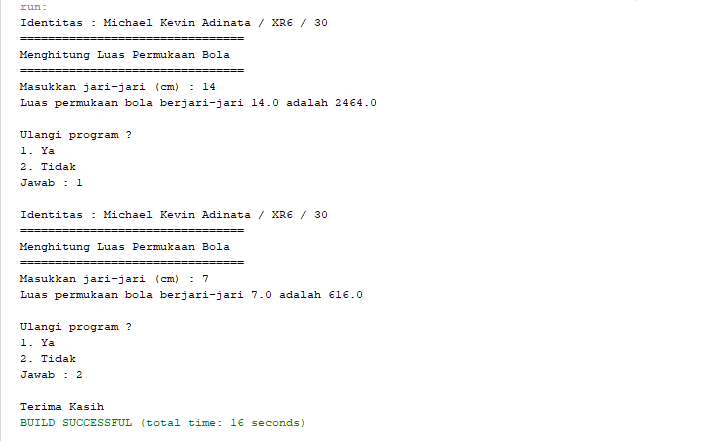 run:
Identitas : Michael Kevin Adinata / XR6 / 30
================================
Menghitung Luas Permukaan Bola
================================
Masukkan jari-jari (cm) : 14
Luas permukaan bola berjari-jari 14.0 adalah 2464.0
Ulangi program ?
1. Ya
2. Tidak
Jawab : 1
Identitas : Michael Kevin Adinata / XR6 / 30
================================
Menghitung Luas Permukaan Bola
================================
Masukkan jari-jari (cm) : 7
Luas permukaan bola berjari-jari 7.0 adalah 616.0
Ulangi program ?
1. Ya
2. Tidak
Jawab : 2
Terima Kasih
BUILD SUCCESSFUL (total time: 16 seconds)